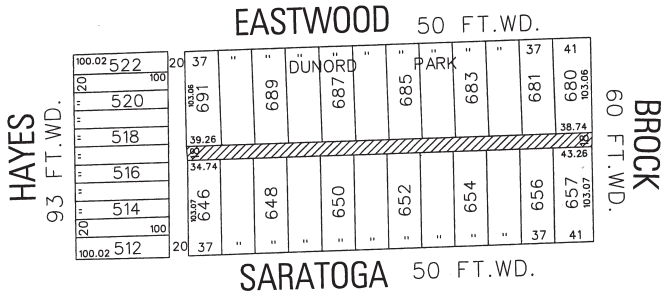 EASTWOOD 50 FT.WD.
HAYES
93 FT.WD.
BROCK
60 FT.WD.
100.02 522
20 100
" 520
" 518
" 516
" 514
20 100
100.02 512
20 37 " " " " " " " " 37 41
DUNORD PARK
103.06 691 689 687 685 683 681 680 103.06
39.26 38.74
18 18
34.74 43.26
103.07 646 648 650 652 654 656 657 103.07
20 37 " " " " " " " " 37 41
SARATOGA 50 FT.WD.